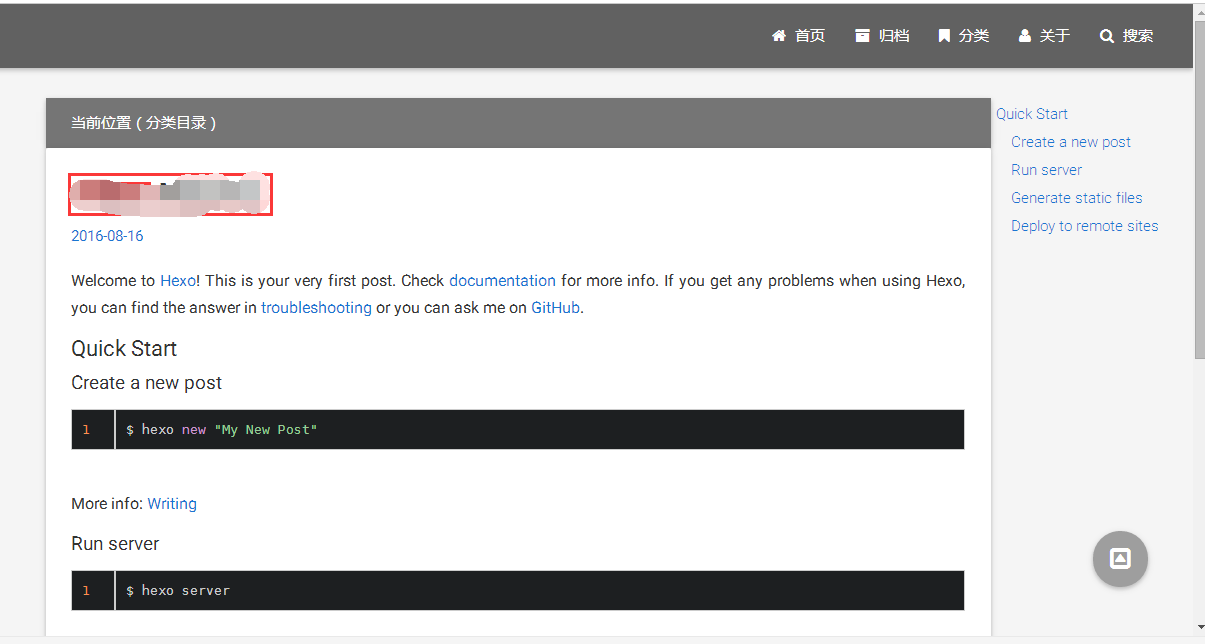 首页 归档 分类 关于 搜索
当前位置 ( 分类目录 )
2016-08-16
Welcome to Hexo! This is your very first post. Check documentation for more info. If you get any problems when using Hexo,
you can find the answer in troubleshooting or you can ask me on GitHub.
Quick Start
Create a new post
1 $ hexo new "My New Post"
More info: Writing
Run server
1 $ hexo server
Quick Start
Create a new post
Run server
Generate static files
Deploy to remote sites